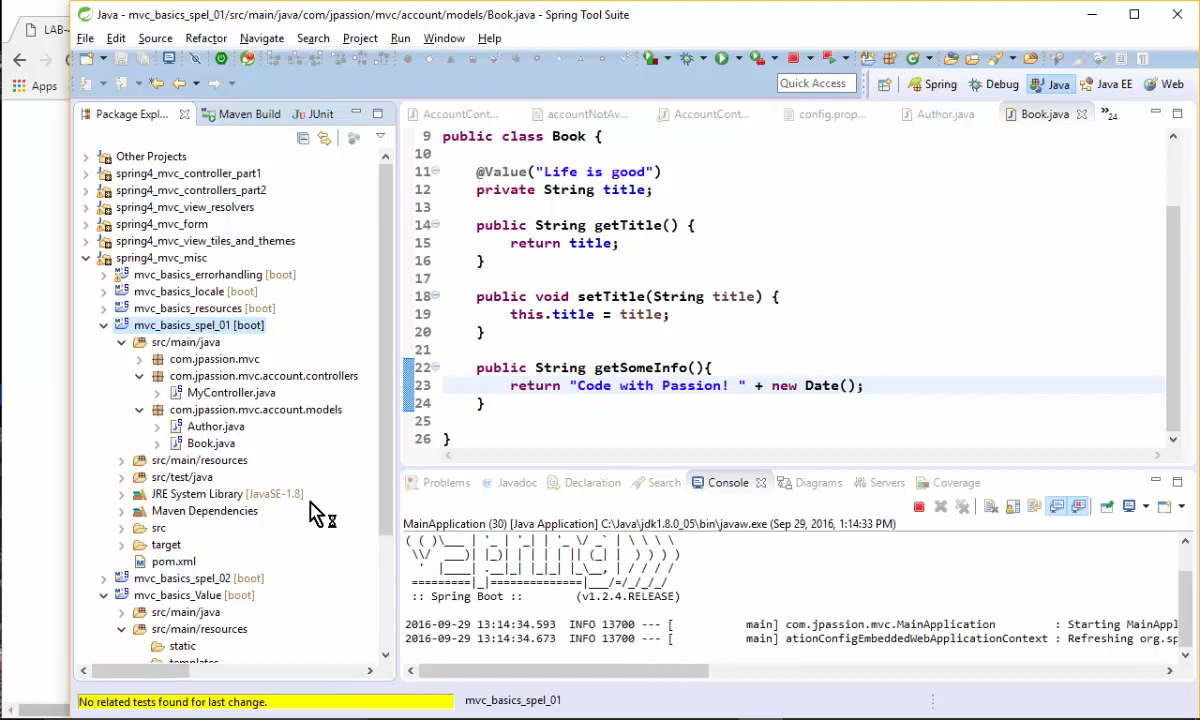 LAB-
Apps
Java - mvc_basics_spel_01/src/main/java/com/jpassion/mvc/account/models/Book.java - Spring Tool Suite
File Edit Source Refactor Navigate Search Project Run Window Help
Quick Access Spring Debug Java Java EE Web
Package Expl... Maven Build JUnit
Other Projects
spring4_mvc_controller_part1
spring4_mvc_controller_part2
spring4_mvc_view_resolvers
spring4_mvc_form
spring4_mvc_view_tiles_and_themes
spring4_mvc_misc
mvc_basics_errorhandling [boot]
mvc_basics_locale [boot]
mvc_basics_resources [boot]
mvc_basics_spel_01 [boot]
src/main/java
com.jpassion.mvc
com.jpassion.mvc.account.controllers
MyController.java
com.jpassion.mvc.account.models
Author.java
Book.java
src/main/resources
src/test/java
JRE System Library [JavaSE-1.8]
Maven Dependencies
src
target
pom.xml
mvc_basics_spel_02 [boot]
mvc_basics_Value [boot]
src/main/java
src/main/resources
static
templates
AccountCont... accountNotAv... AccountCont... config.prop... Author.java Book.java 24
9 public class Book {
10
11 @Value("Life is good")
12 private String title;
13
14 public String getTitle() {
15 return title;
16 }
17
18 public void setTitle(String title) {
19 this.title = title;
20 }
21
22 public String getSomeInfo(){
23 return "Code with Passion! " + new Date();
24 }
25
26 }
Problems Javadoc Declaration Search Console Diagrams Servers Coverage
MainApplication (30) [Java Application] C:\Java\jdk1.8.0_05\bin\javaw.exe (Sep 29, 2016, 1:14:33 PM)
:: Spring Boot :: (v1.2.4.RELEASE)
2016-09-29 13:14:34.593 INFO 13700 --- [ main] com.jpassion.mvc.MainApplication : Starting MainAppl
2016-09-29 13:14:34.673 INFO 13700 --- [ main] ationConfigEmbeddedWebApplicationContext : Refreshing org.sp
No related tests found for last change.
mvc_basics_spel_01